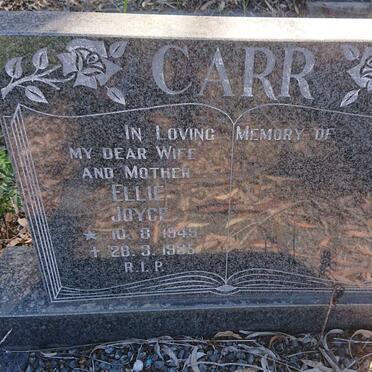 CARR
IN LOVING MEMORY OF
MY DEAR WIFE
AND MOTHER
ELLIE
JOYCE
★ 10. 8. 1949
✝ 28. 3.
R.I.P.